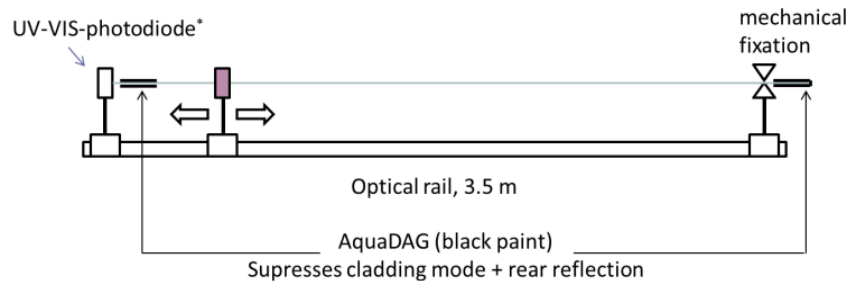 UV-VIS-photodiode*
mechanical
fixation
Optical rail, 3.5 m
AquaDAG (black paint)
Supresses cladding mode + rear reflection